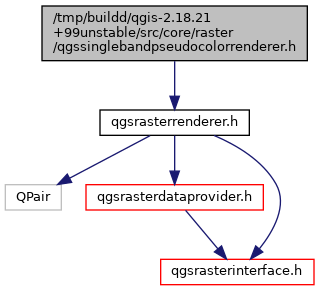 /tmp/buildd/qgis-2.18.21
+99unstable/src/core/raster
/qgssinglebandpseudocolorrenderer.h
qgsrasterrenderer.h
QPair
qgsrasterdataprovider.h
qgsrasterinterface.h